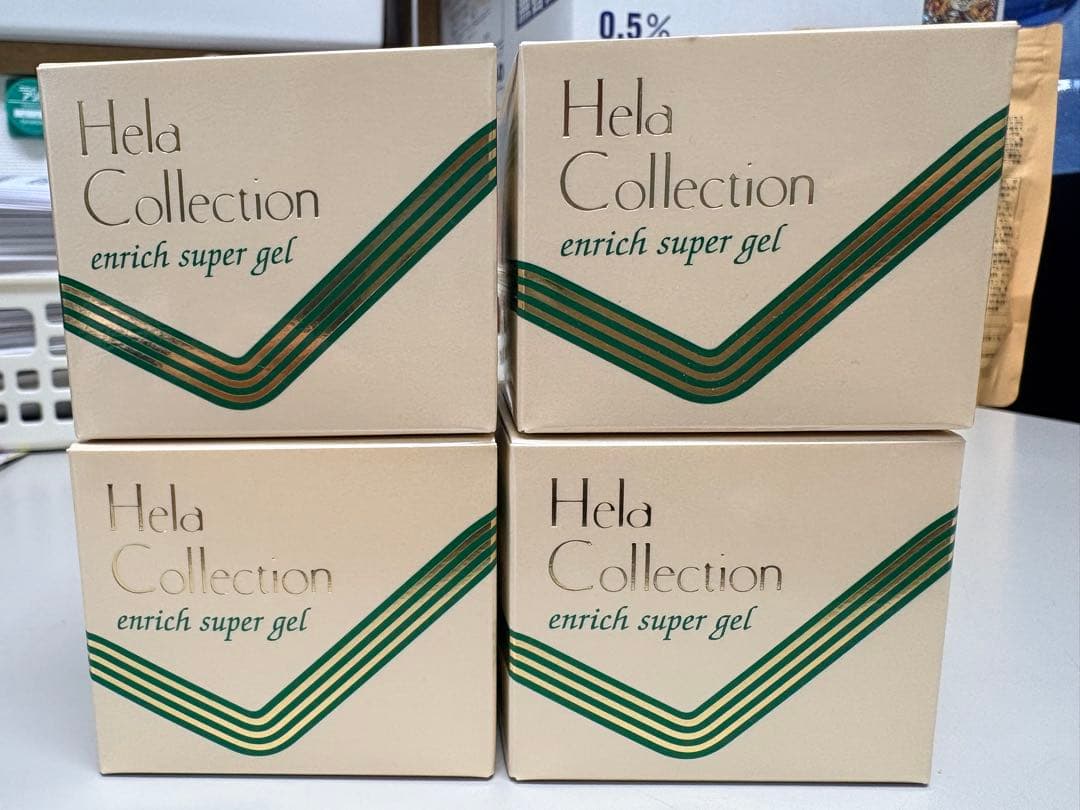 0.5%
Hela
Collection
enrich super gel
Hela
Collection
enrich super gel
Hela
Collection
enrich super gel
Hela
Collection
enrich super gel